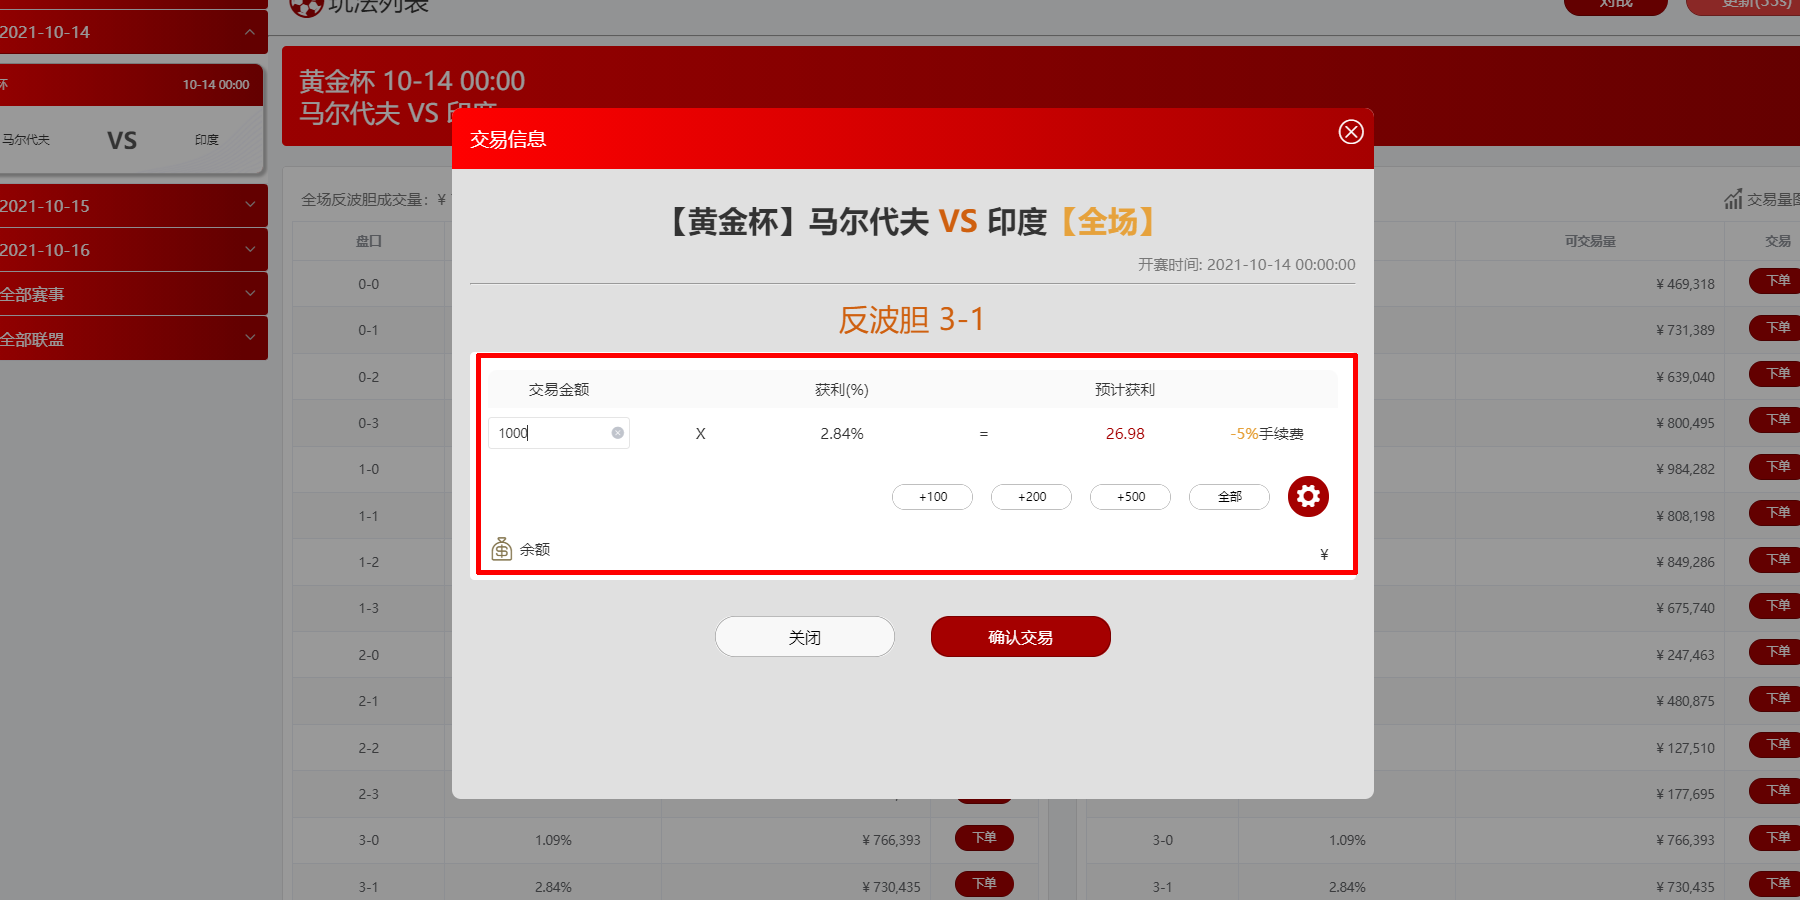 玩法列表
对战
更新(55s)
2021-10-14
杯 10-14 00:00
马尔代夫 VS 印度
2021-10-15
2021-10-16
全部赛事
全部联盟
黄金杯 10-14 00:00
马尔代夫 VS 印度
全场反波胆成交量: ¥
交易量图
盘口
可交易量 交易
0-0 ¥ 469,318 下单
0-1 ¥ 731,389 下单
0-2 ¥ 639,040 下单
0-3 ¥ 800,495 下单
1-0 ¥ 984,282 下单
1-1 ¥ 808,198 下单
1-2 ¥ 849,286 下单
1-3 ¥ 675,740 下单
2-0 ¥ 247,463 下单
2-1 ¥ 480,875 下单
2-2 ¥ 127,510 下单
2-3 ¥ 177,695 下单
3-0 1.09% ¥ 766,393 下单 3-0 1.09% ¥ 766,393 下单
3-1 2.84% ¥ 730,435 下单 3-1 2.84% ¥ 730,435 下单
交易信息
【黄金杯】马尔代夫 VS 印度【全场】
开赛时间: 2021-10-14 00:00:00
反波胆 3-1
交易金额 获利(%) 预计获利
1000 X 2.84% = 26.98 -5%手续费
+100 +200 +500 全部
余额 ¥
关闭 确认交易